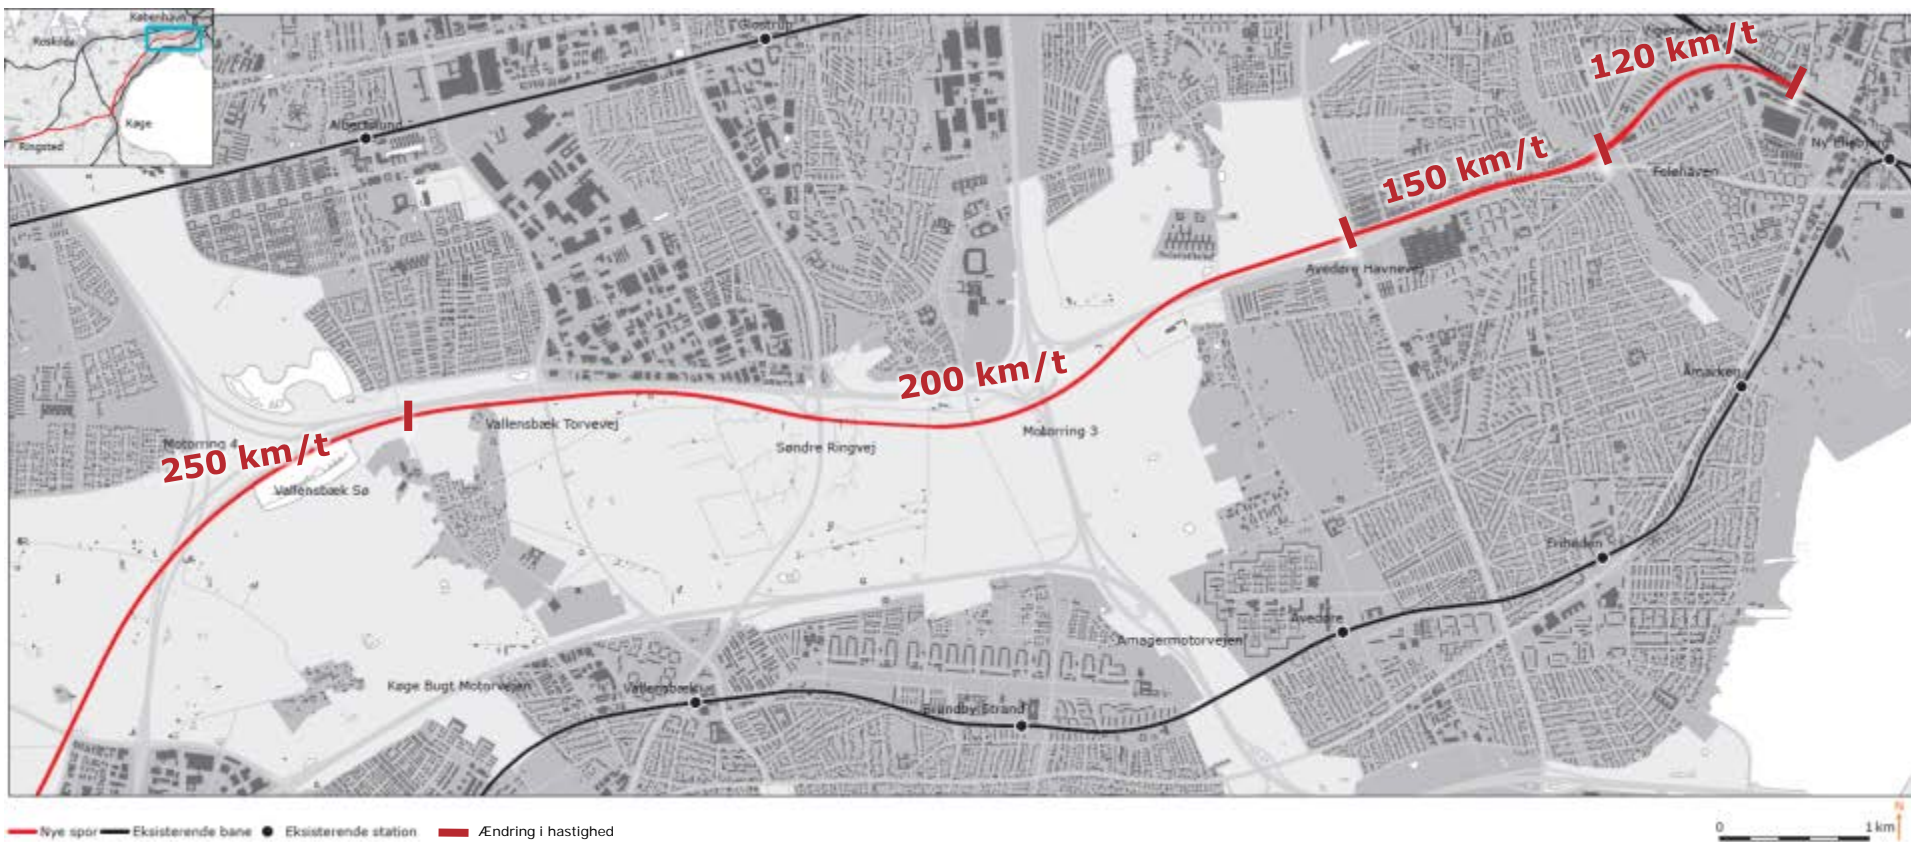 København
Roskilde
Køge
Ringsted
Glostrup
Albertslund
120 km/t
Ny Ellebjerg
150 km/t
Folehaven
Avedøre Havnevej
200 km/t
Åmarken
Vallensbæk Torvevej
Motorring 3
Motorring 4
Søndre Ringvej
250 km/t
Vallensbæk Sø
Friheden
Avedøre
Amagermotorvejen
Køge Bugt Motorvejen
Vallensbæk
Brøndby Strand
Nye spor
Eksisterende bane
Eksisterende station
Ændring i hastighed
0
1 km
N